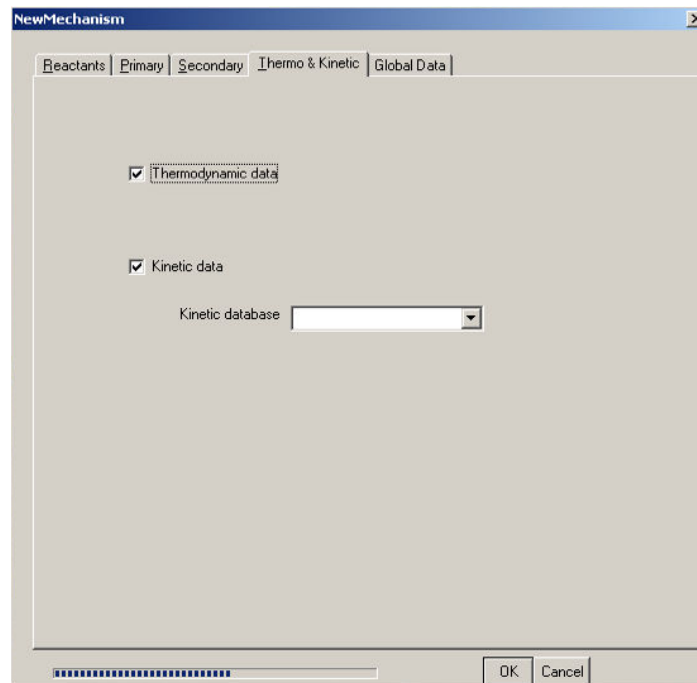 NewMechanism
Reactants Primary Secondary Thermo & Kinetic Global Data
Thermodynamic data
Kinetic data
Kinetic database
OK Cancel